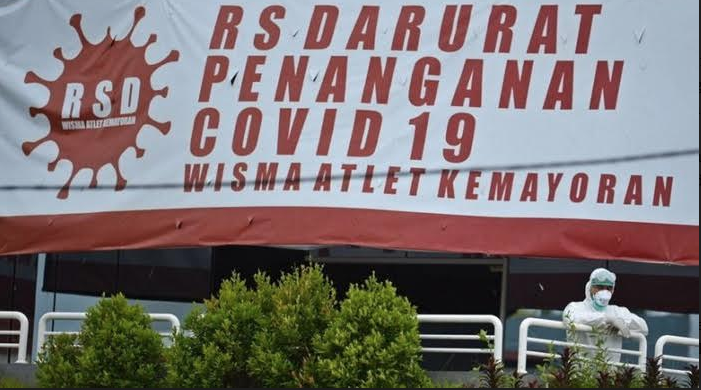 RSD
WISMA ATLET KEMAYORAN
RS DARURAT
PENANGANAN
COVID 19
WISMA ATLET KEMAYORAN